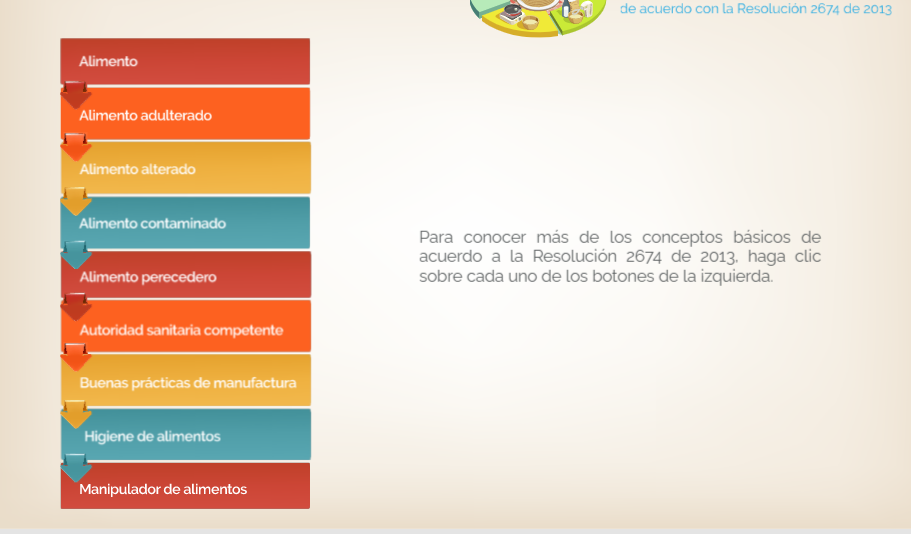 de acuerdo con la Resolución 2674 de 2013
Alimento
Alimento adulterado
Alimento alterado
Alimento contaminado
Alimento perecedero
Autoridad sanitaria competente
Buenas prácticas de manufactura
Higiene de alimentos
Manipulador de alimentos
Para conocer más de los conceptos básicos de
acuerdo a la Resolución 2674 de 2013, haga clic
sobre cada uno de los botones de la izquierda.